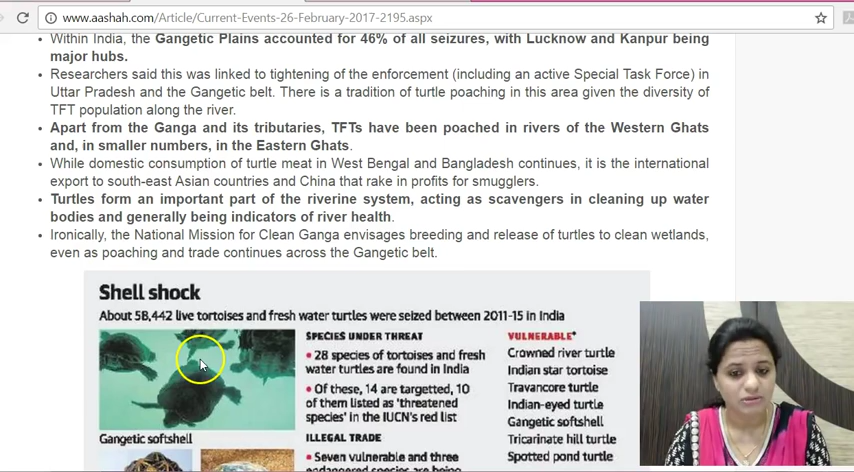 www.aashah.com/Article/Current-Events-26-February-2017-2195.aspx
• Within India, the Gangetic Plains accounted for 46% of all seizures, with Lucknow and Kanpur being
major hubs.
• Researchers said this was linked to tightening of the enforcement (including an active Special Task Force) in
Uttar Pradesh and the Gangetic belt. There is a tradition of turtle poaching in this area given the diversity of
TFT population along the river.
• Apart from the Ganga and its tributaries, TFTs have been poached in rivers of the Western Ghats
and, in smaller numbers, in the Eastern Ghats.
• While domestic consumption of turtle meat in West Bengal and Bangladesh continues, it is the international
export to south-east Asian countries and China that rake in profits for smugglers.
• Turtles form an important part of the riverine system, acting as scavengers in cleaning up water
bodies and generally being indicators of river health.
• Ironically, the National Mission for Clean Ganga envisages breeding and release of turtles to clean wetlands,
even as poaching and trade continues across the Gangetic belt.
Shell shock
About 58,442 live tortoises and fresh water turtles were seized between 2011-15 in India
Gangetic softshell
SPECIES UNDER THREAT
• 28 species of tortoises and fresh
water turtles are found in India
• Of these, 14 are targetted, 10
of them listed as 'threatened
species' in the IUCN's red list
ILLEGAL TRADE
• Seven vulnerable and three
endangered species are being
VULNERABLE*
Crowned river turtle
Indian star tortoise
Travancore turtle
Indian-eyed turtle
Gangetic softshell
Tricarinate hill turtle
Spotted pond turtle